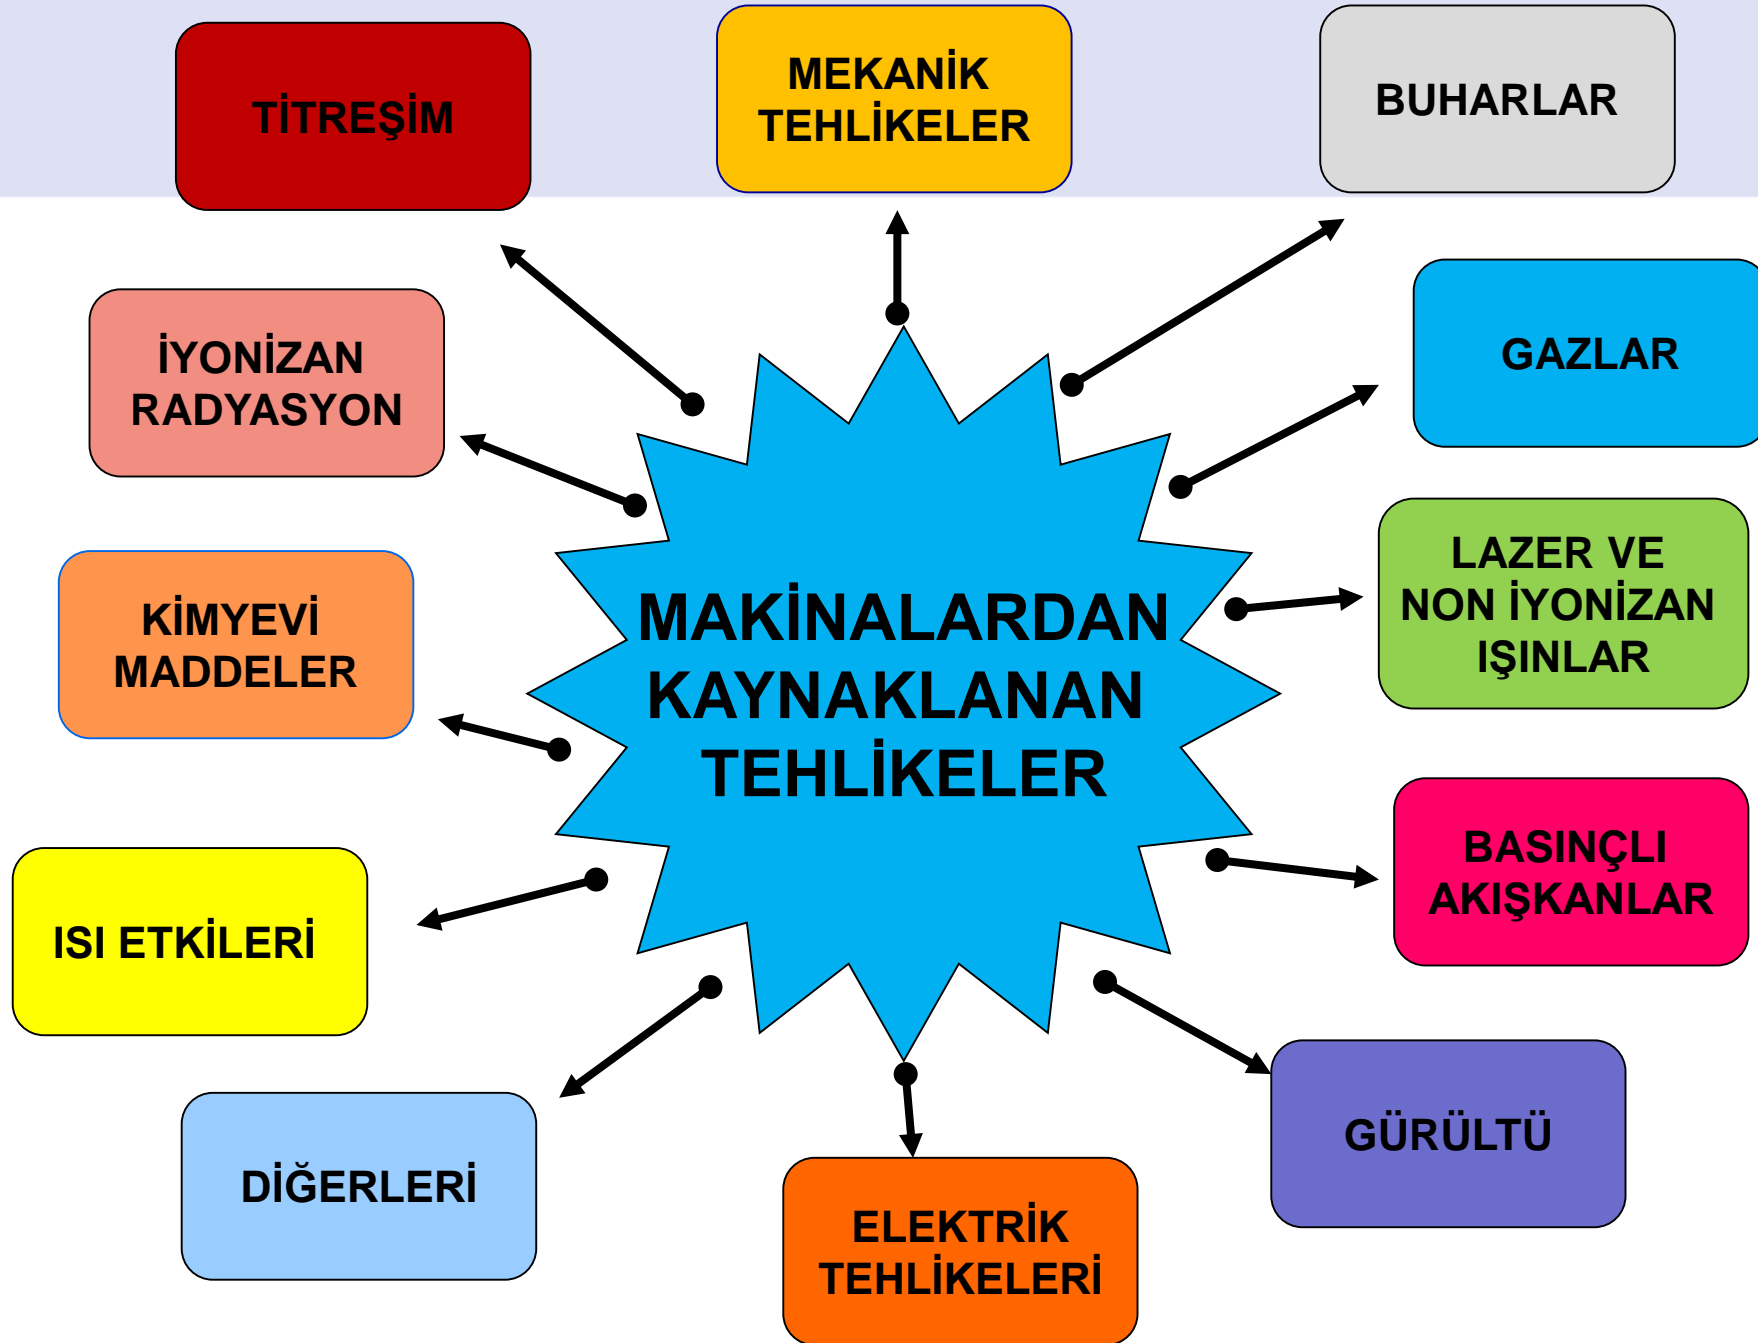 TİTREŞİM
MEKANİK
TEHLİKELER
BUHARLAR
İYONİZAN
RADYASYON
GAZLAR
KİMYEVİ
MADDELER
MAKİNALARDAN
KAYNAKLANAN
TEHLİKELER
LAZER VE
NON İYONİZAN
IŞINLAR
ISI ETKİLERİ
BASINÇLI
AKIŞKANLAR
DİĞERLERİ
ELEKTRİK
TEHLİKELERİ
GÜRÜLTÜ